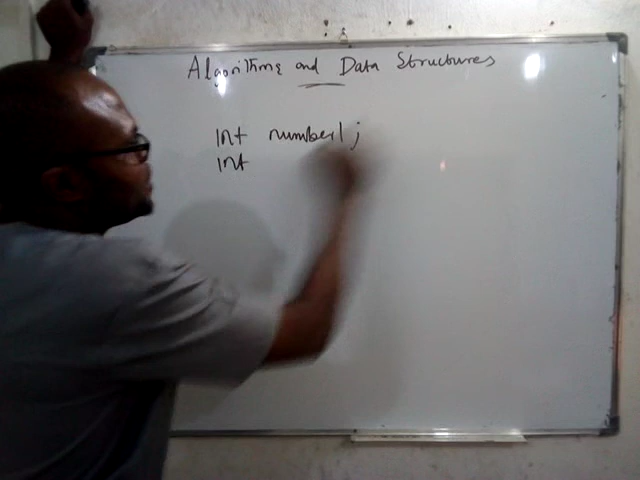 Algorithms and Data Structures
int number1;
int